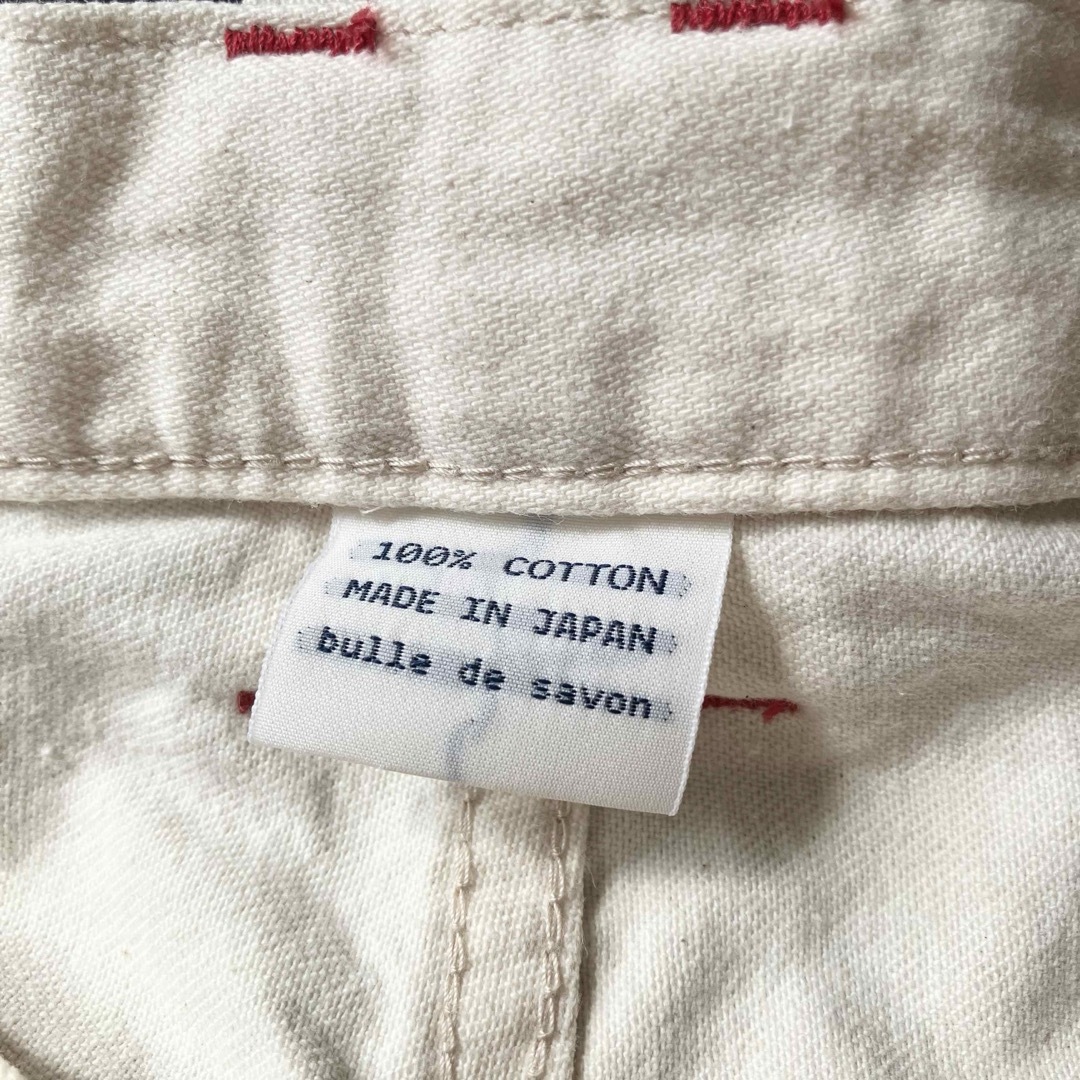 100% COTTON
MADE IN JAPAN
bulle de savon